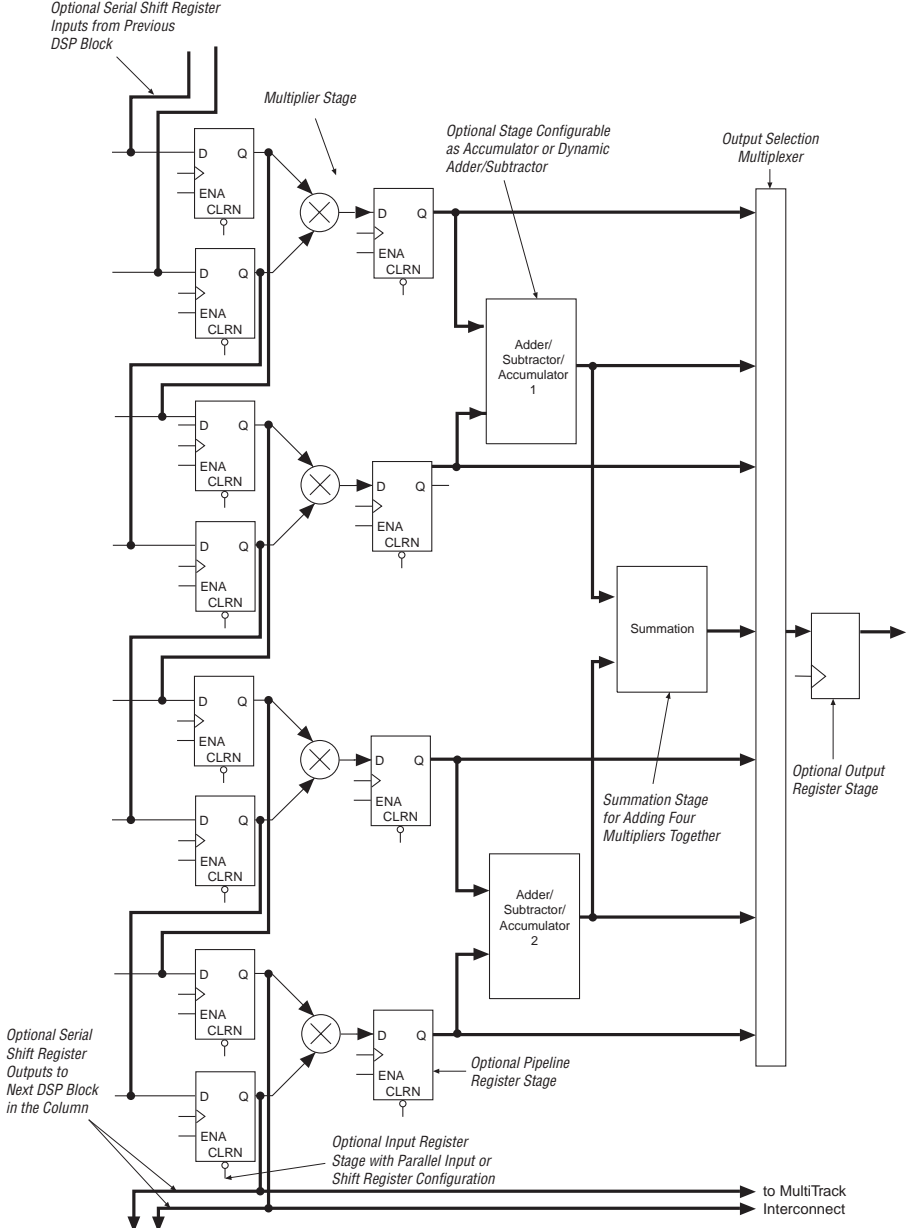 Optional Serial Shift Register
Inputs from Previous
DSP Block
Multiplier Stage
Optional Stage Configurable
as Accumulator or Dynamic
Adder/Subtractor
Output Selection
Multiplexer
D Q
ENA
CLRN
D Q
ENA
CLRN
D Q
ENA
CLRN
Adder/
Subtractor/
Accumulator
1
D Q
D
ENA
CLRN
D Q
ENA
CLRN
D Q
ENA
CLRN
Summation
D Q
ENA
CLRN
D Q
ENA
CLRN
D Q
ENA
CLRN
Summation Stage
for Adding Four
Multipliers Together
Optional Output
Register Stage
Adder/
Subtractor/
Accumulator
2
D Q
ENA
CLRN
D Q
ENA
CLRN
D Q
ENA
CLRN
Optional Pipeline
Register Stage
Optional Serial
Shift Register
Outputs to
Next DSP Block
in the Column
Optional Input Register
Stage with Parallel Input or
Shift Register Configuration
to MultiTrack
Interconnect